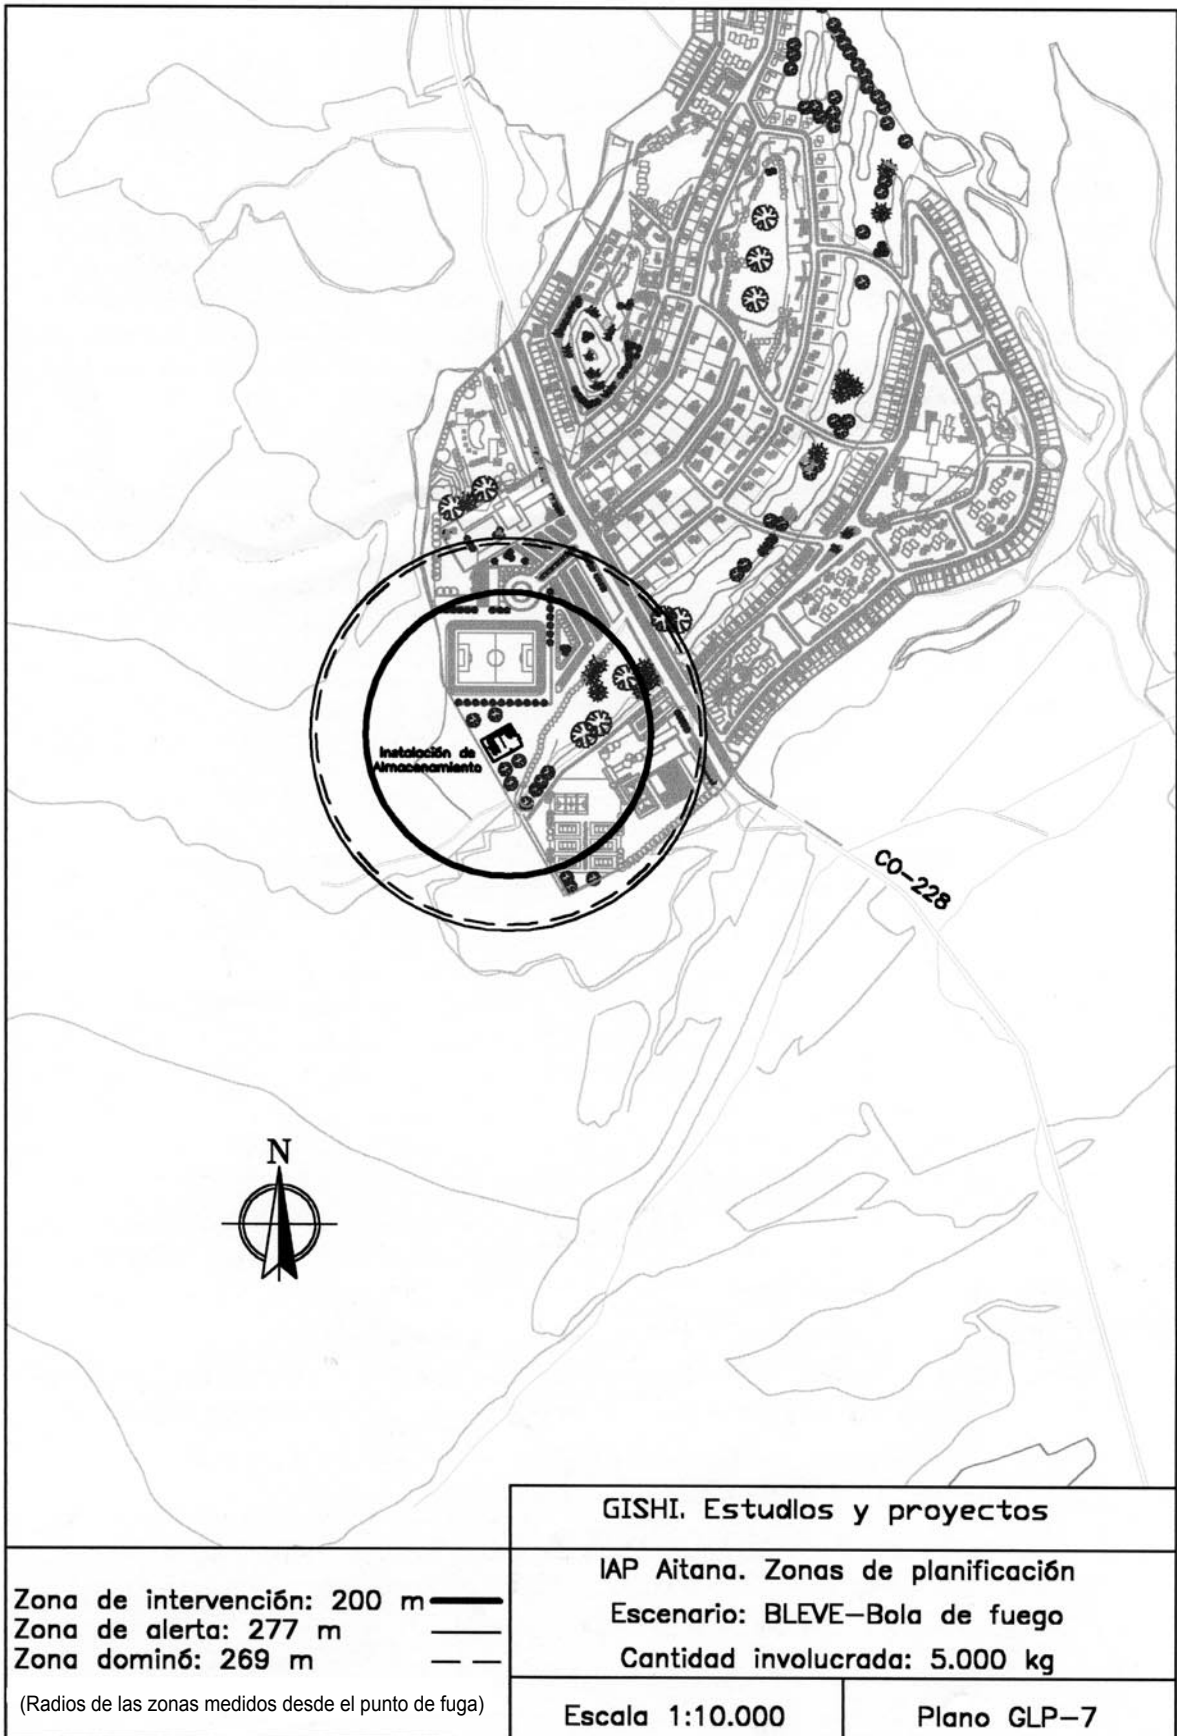 Instalación de
Almacenamiento
CO-228
N
GISHI. Estudios y proyectos
IAP Aitana. Zonas de planificación
Escenario: BLEVE-Bola de fuego
Cantidad involucrada: 5.000 kg
Zona de intervención: 200 m
Zona de alerta: 277 m
Zona dominó: 269 m
(Radios de las zonas medidos desde el punto de fuga)
Escala 1:10.000
Plano GLP-7